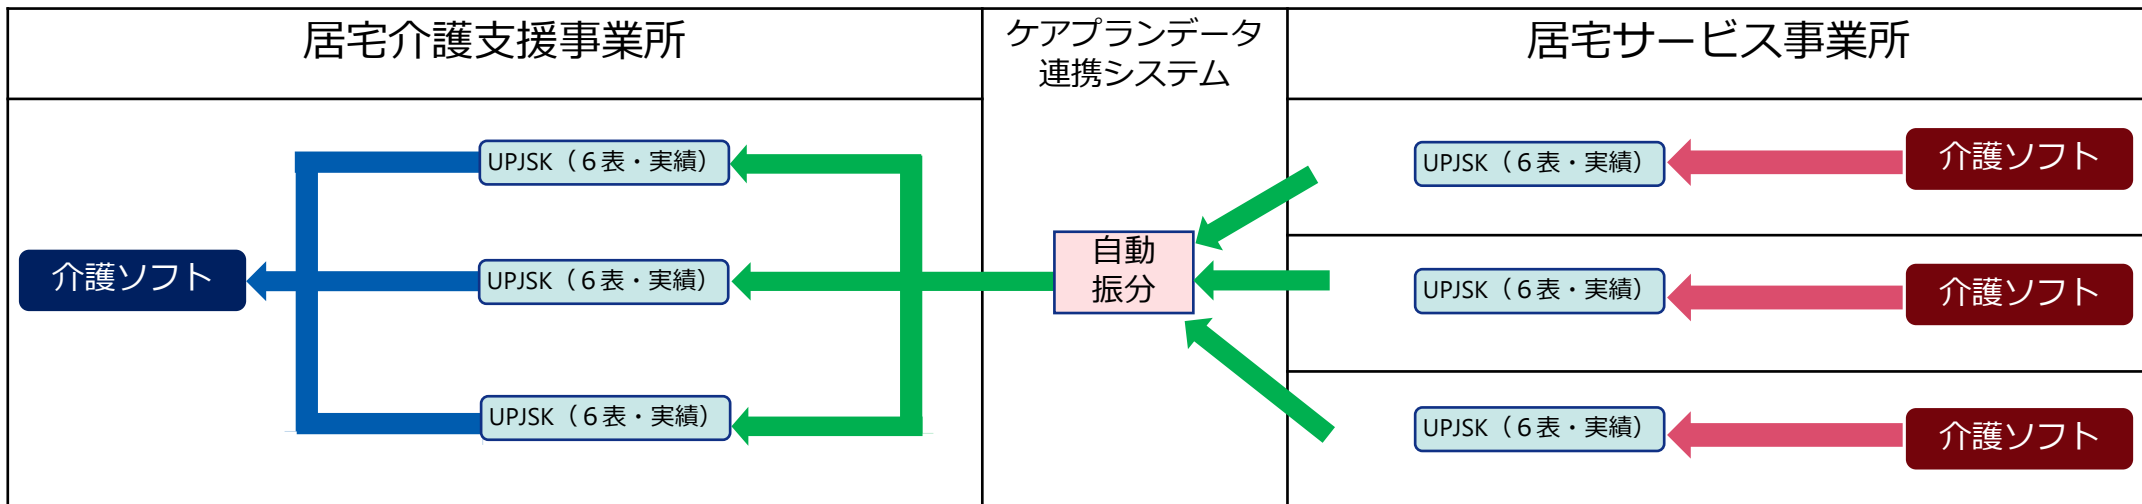 居宅介護支援事業所
ケアプランデータ
連携システム
居宅サービス事業所
UPJSK（６表・実績）
UPJSK（６表・実績）
介護ソフト
介護ソフト
UPJSK（６表・実績）
自動
振分
UPJSK（６表・実績）
介護ソフト
UPJSK（６表・実績）
UPJSK（６表・実績）
介護ソフト